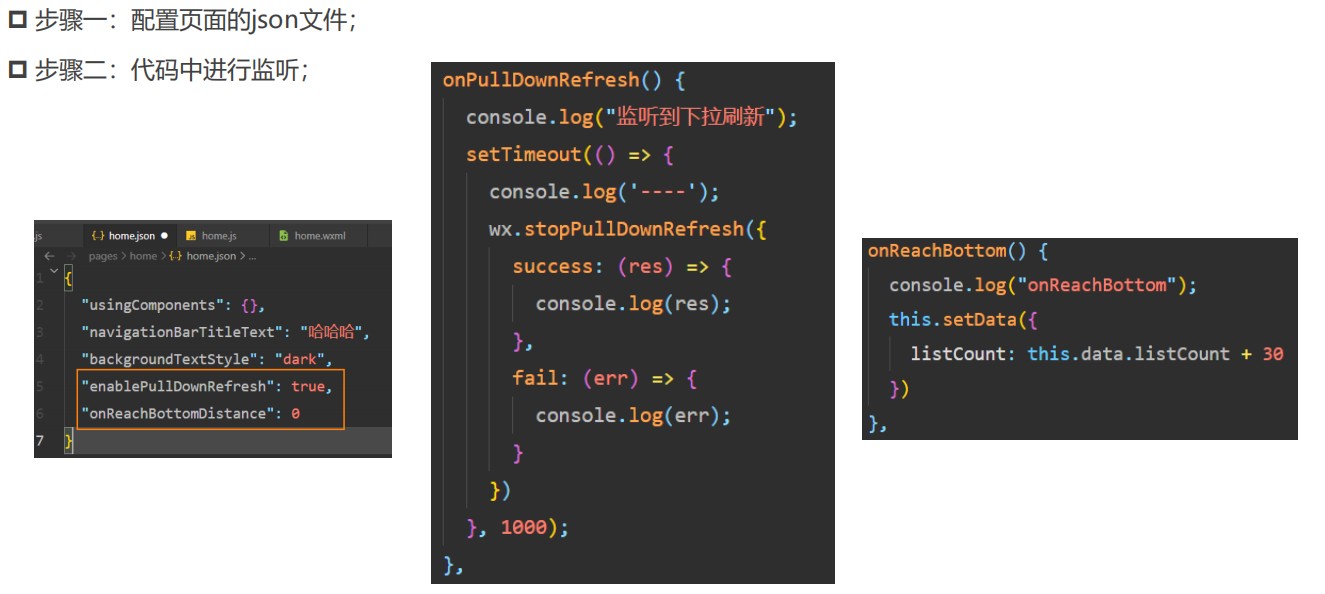 步骤一：配置页面的json文件；
步骤二：代码中进行监听；
js {..} home.json ● JS home.js home.wxml
pages > home > {..} home.json > ...
1 {
2 "usingComponents": {},
3 "navigationBarTitleText": "哈哈哈",
4 "backgroundTextStyle": "dark",
5 "enablePullDownRefresh": true,
6 "onReachBottomDistance": 0
7 }
onPullDownRefresh() {
console.log("监听到下拉刷新");
setTimeout(() => {
console.log('----');
wx.stopPullDownRefresh({
success: (res) => {
console.log(res);
},
fail: (err) => {
console.log(err);
}
})
}, 1000);
},
onReachBottom() {
console.log("onReachBottom");
this.setData({
listCount: this.data.listCount + 30
})
},